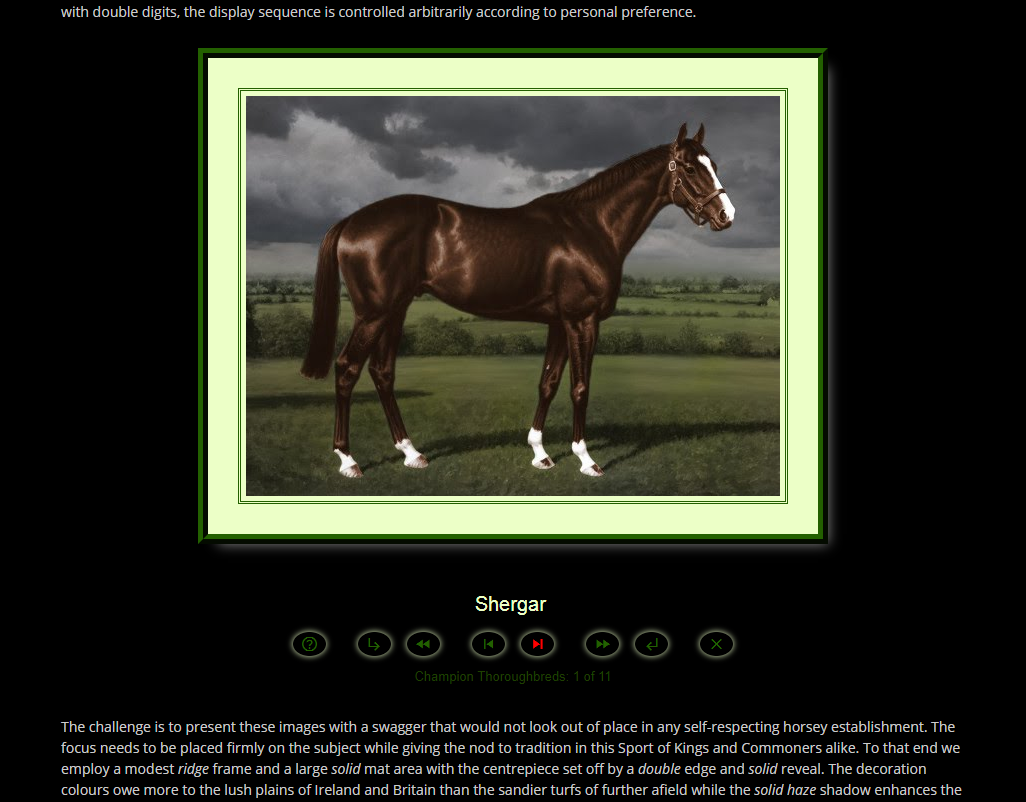 with double digits, the display sequence is controlled arbitrarily according to personal preference.
Shergar
Champion Thoroughbreds: 1 of 11
The challenge is to present these images with a swagger that would not look out of place in any self-respecting horsey establishment. The
focus needs to be placed firmly on the subject while giving the nod to tradition in this Sport of Kings and Commoners alike. To that end we
employ a modest ridge frame and a large solid mat area with the centrepiece set off by a double edge and solid reveal. The decoration
colours owe more to the lush plains of Ireland and Britain than the sandier turfs of further afield while the solid haze shadow enhances the